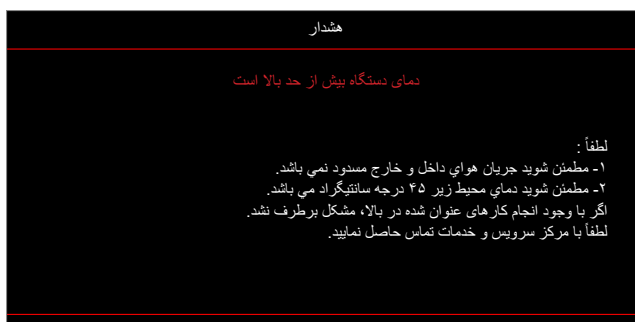 هشدار
دمای دستگاه بیش از حد بالا است
لطفاً :
۱- مطمئن شوید جریان هواي داخل و خارج مسدود نمي باشد.
۲- مطمئن شوید دماي محیط زیر ۴۵ درجه سانتیگراد مي باشد.
اگر با وجود انجام کارهای عنوان شده در بالا، مشکل برطرف نشد.
لطفاً با مرکز سرویس و خدمات تماس حاصل نمایید.